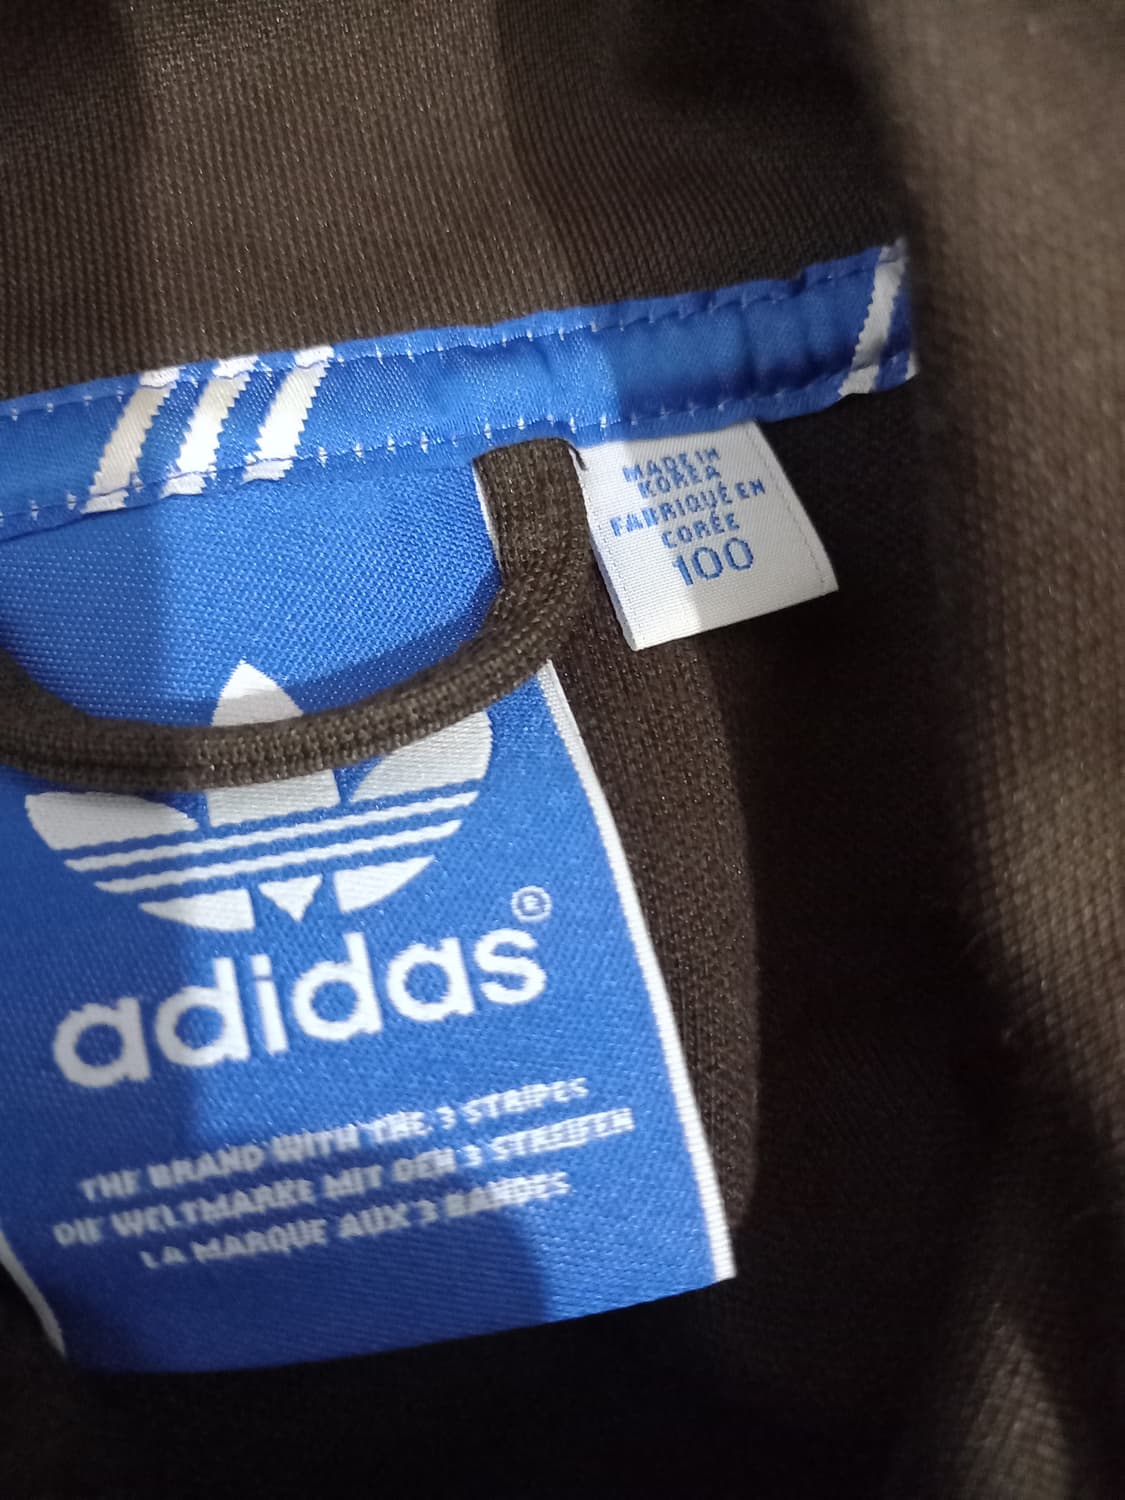 MADE IN
KOREA
FABRIQUÉ EN
CORÉE
100
adidas®
THE BRAND WITH THE 3 STRIPES
DIE WELTMARKE MIT DEN 3 STREIFEN
LA MARQUE AUX 3 BANDES